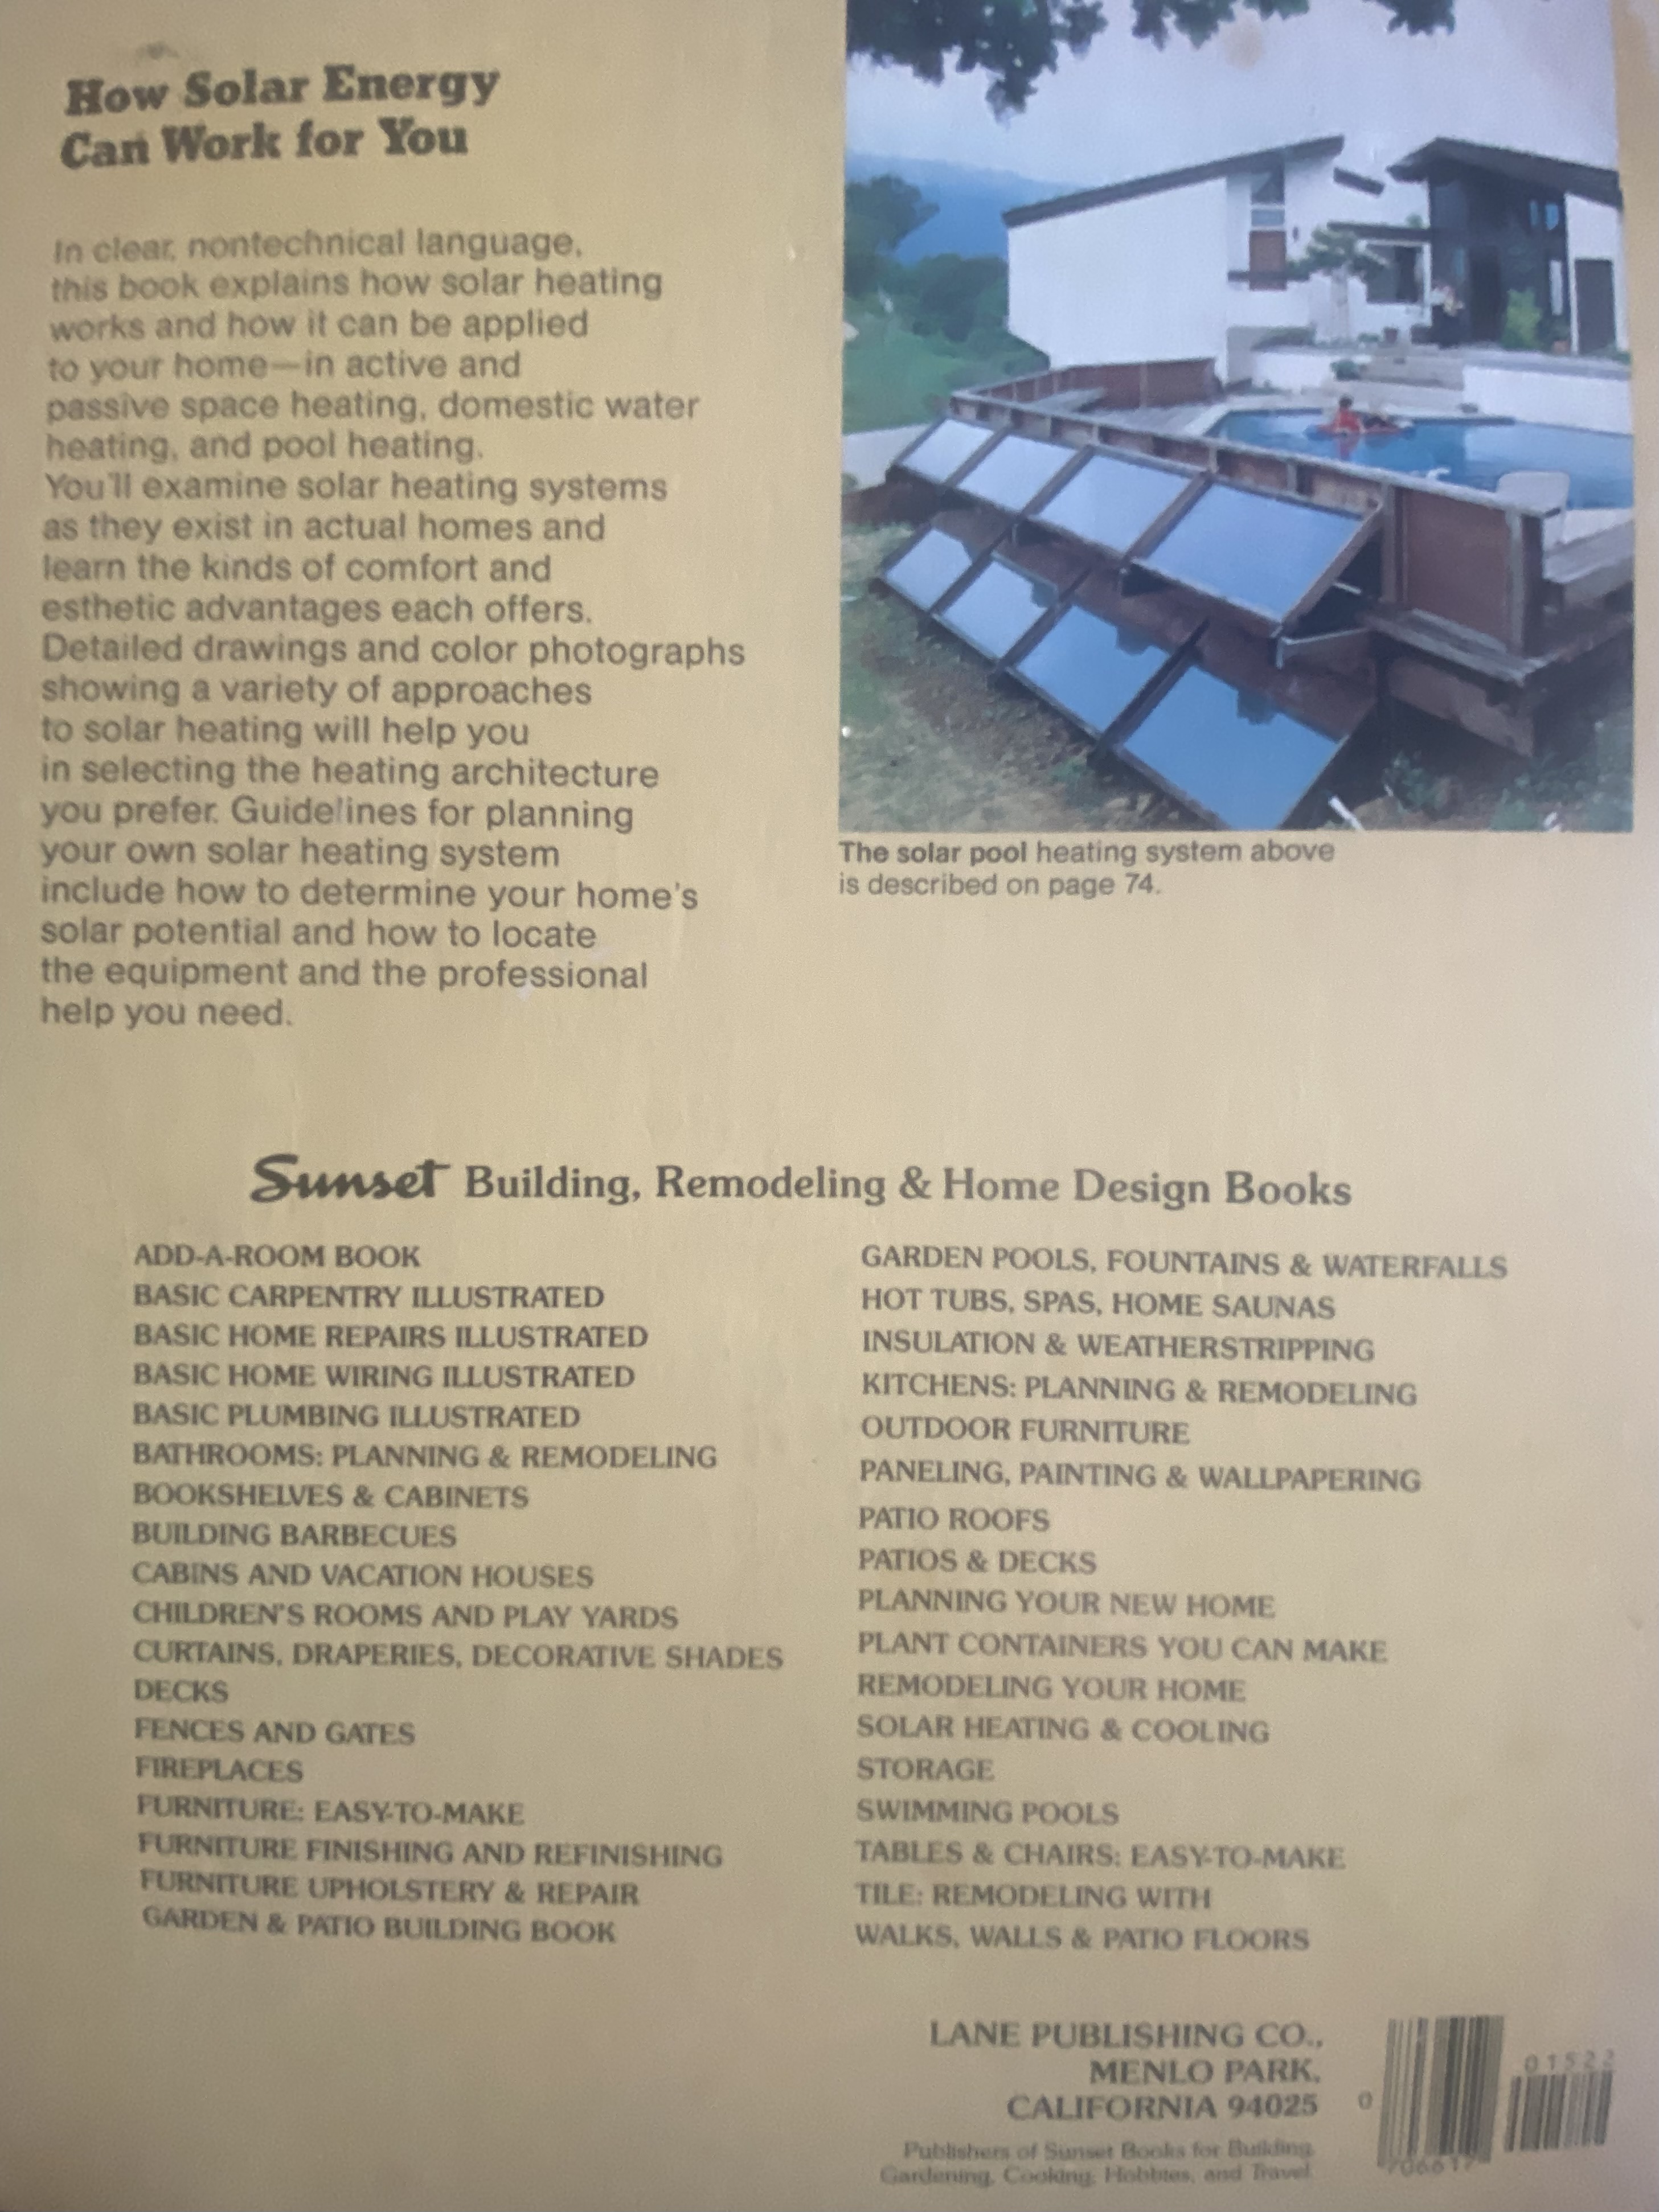 How Solar Energy
Can Work for You
In clear, nontechnical language,
this book explains how solar heating
works and how it can be applied
to your home—in active and
passive space heating, domestic water
heating, and pool heating.
You'll examine solar heating systems
as they exist in actual homes and
learn the kinds of comfort and
esthetic advantages each offers.
Detailed drawings and color photographs
showing a variety of approaches
to solar heating will help you
in selecting the heating architecture
you prefer. Guidelines for planning
your own solar heating system
include how to determine your home's
solar potential and how to locate
the equipment and the professional
help you need.
The solar pool heating system above
is described on page 74.
Sunset Building, Remodeling & Home Design Books
ADD-A-ROOM BOOK
BASIC CARPENTRY ILLUSTRATED
BASIC HOME REPAIRS ILLUSTRATED
BASIC HOME WIRING ILLUSTRATED
BASIC PLUMBING ILLUSTRATED
BATHROOMS: PLANNING & REMODELING
BOOKSHELVES & CABINETS
BUILDING BARBECUES
CABINS AND VACATION HOUSES
CHILDREN'S ROOMS AND PLAY YARDS
CURTAINS, DRAPERIES, DECORATIVE SHADES
DECKS
FENCES AND GATES
FIREPLACES
FURNITURE: EASY-TO-MAKE
FURNITURE FINISHING AND REFINISHING
FURNITURE UPHOLSTERY & REPAIR
GARDEN & PATIO BUILDING BOOK
GARDEN POOLS, FOUNTAINS & WATERFALLS
HOT TUBS, SPAS, HOME SAUNAS
INSULATION & WEATHERSTRIPPING
KITCHENS: PLANNING & REMODELING
OUTDOOR FURNITURE
PANELING, PAINTING & WALLPAPERING
PATIO ROOFS
PATIOS & DECKS
PLANNING YOUR NEW HOME
PLANT CONTAINERS YOU CAN MAKE
REMODELING YOUR HOME
SOLAR HEATING & COOLING
STORAGE
SWIMMING POOLS
TABLES & CHAIRS: EASY-TO-MAKE
TILE: REMODELING WITH
WALKS, WALLS & PATIO FLOORS
LANE PUBLISHING CO.,
MENLO PARK,
CALIFORNIA 94025
Publishers of Sunset Books for Building,
Gardening, Cooking, Hobbies, and Travel.
01522
0